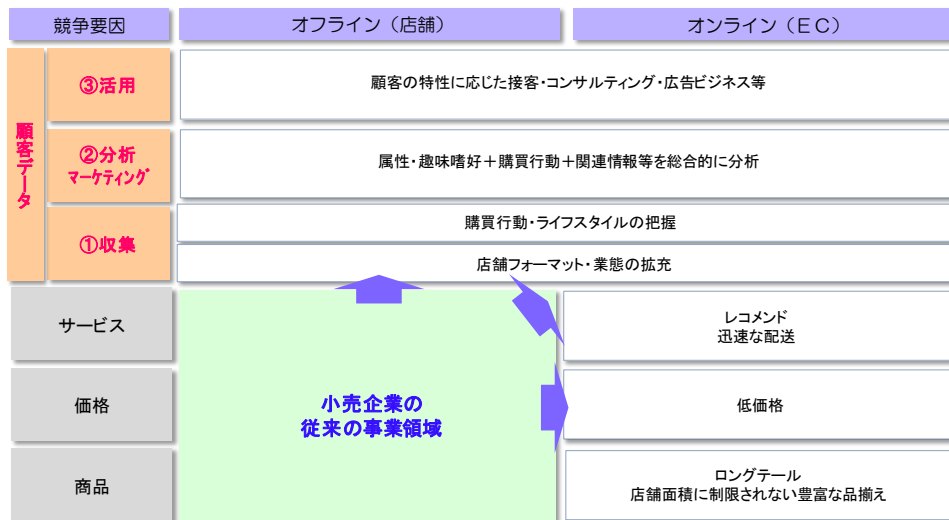 競争要因
オフライン（店舗）
オンライン（ＥＣ）
顧客データ
③活用
顧客の特性に応じた接客・コンサルティング・広告ビジネス等
②分析
マーケティング
属性・趣味嗜好＋購買行動＋関連情報等を総合的に分析
①収集
購買行動・ライフスタイルの把握
店舗フォーマット・業態の拡充
サービス
レコメンド
迅速な配送
小売企業の
従来の事業領域
価格
低価格
商品
ロングテール
店舗面積に制限されない豊富な品揃え